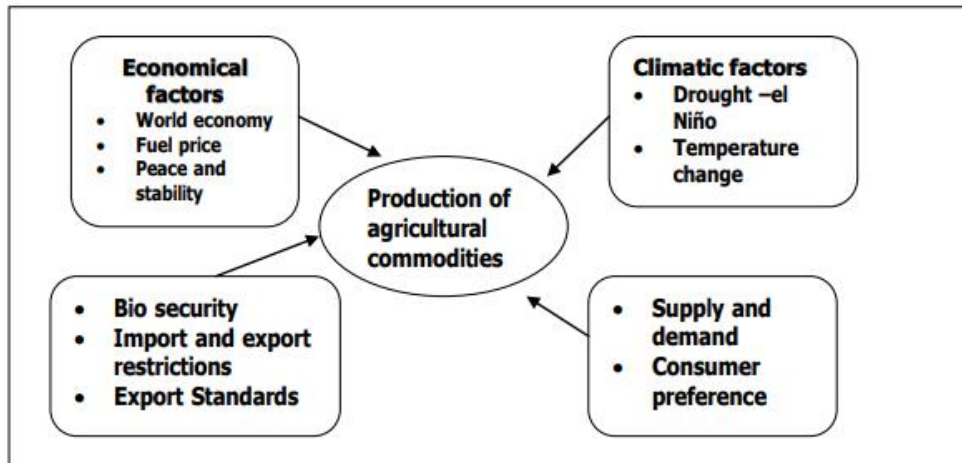 Economical
factors
• World economy
• Fuel price
• Peace and
stability
Climatic factors
• Drought –el
Niño
• Temperature
change
Production of
agricultural
commodities
• Bio security
• Import and export
restrictions
• Export Standards
• Supply and
demand
• Consumer
preference